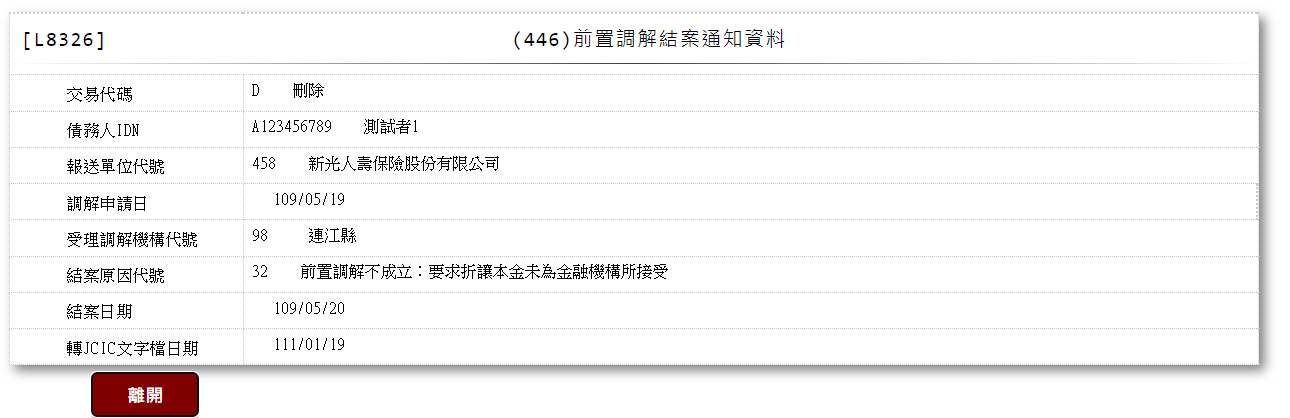 [L8326] (446)前置調解結案通知資料
交易代碼 D 刪除
債務人IDN A123456789 測試者1
報送單位代號 458 新光人壽保險股份有限公司
調解申請日 109/05/19
受理調解機構代號 98 連江縣
結案原因代號 32 前置調解不成立：要求折讓本金未為金融機構所接受
結案日期 109/05/20
轉JCIC文字檔日期 111/01/19
離開